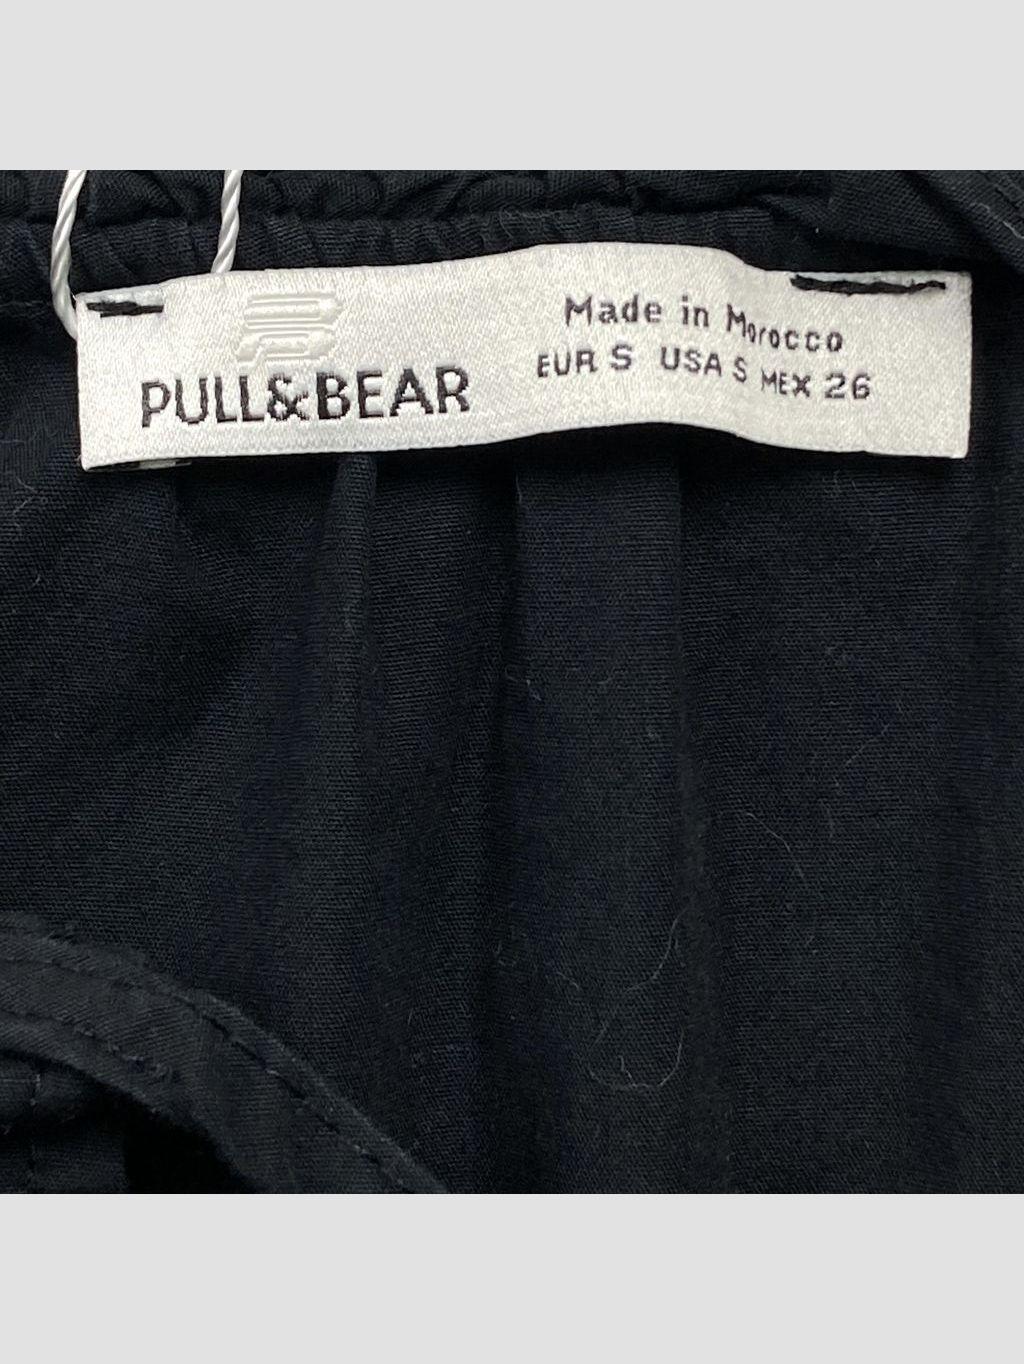 PULL&BEAR
Made in Morocco
EUR S USA S MEX 26